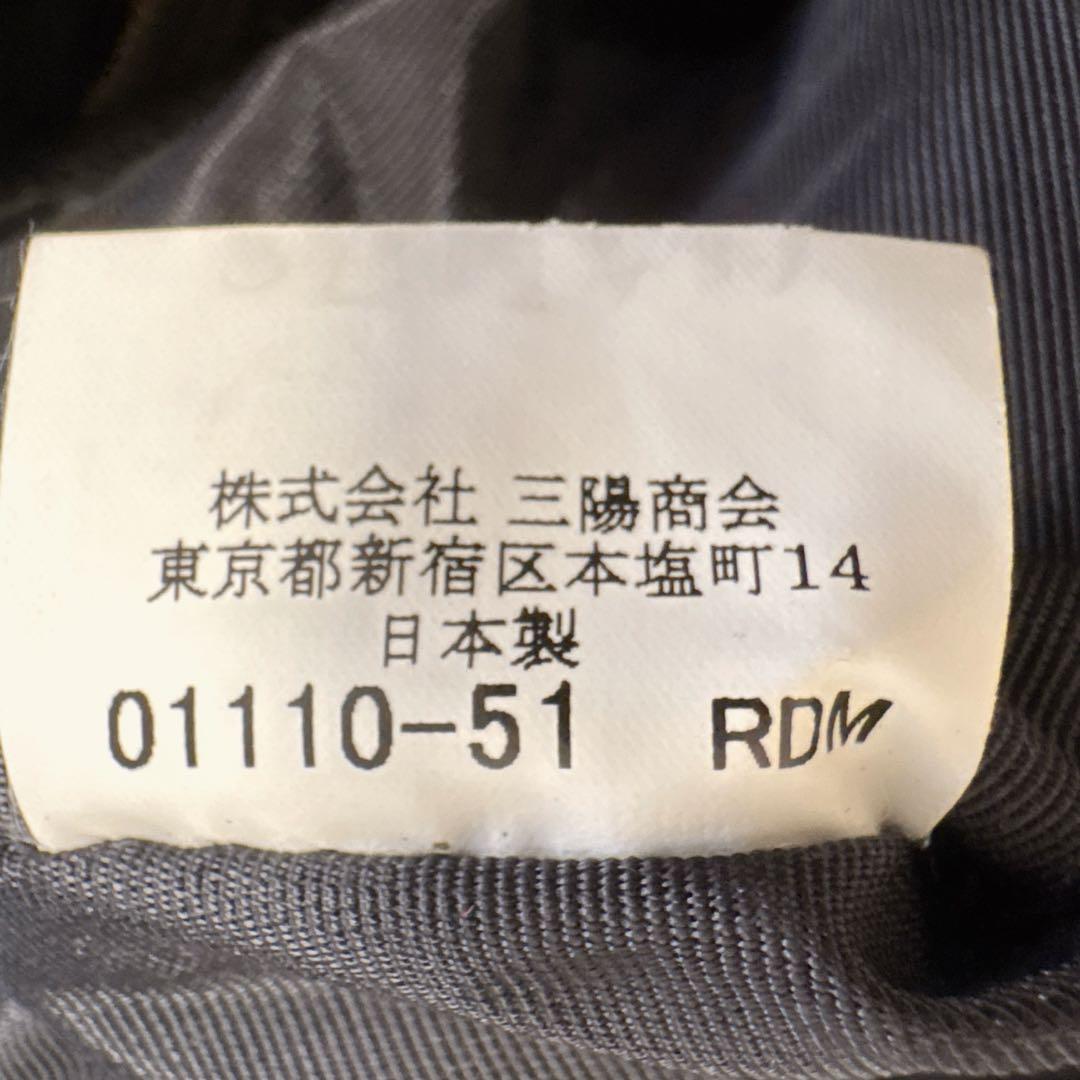 株式会社 三陽商会
東京都新宿区本塩町14
日本製
01110-51 RDM